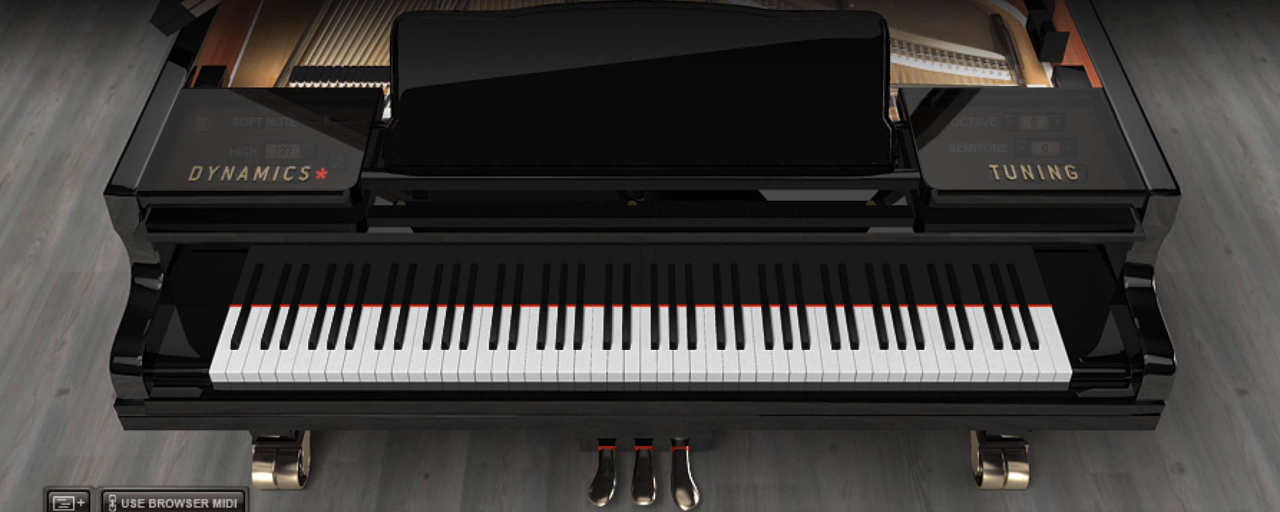 SOFT NOTE
OCTAVE 0
HIGH 127
SEMITONE 0
DYNAMICS*
TUNING
USE BROWSER MIDI